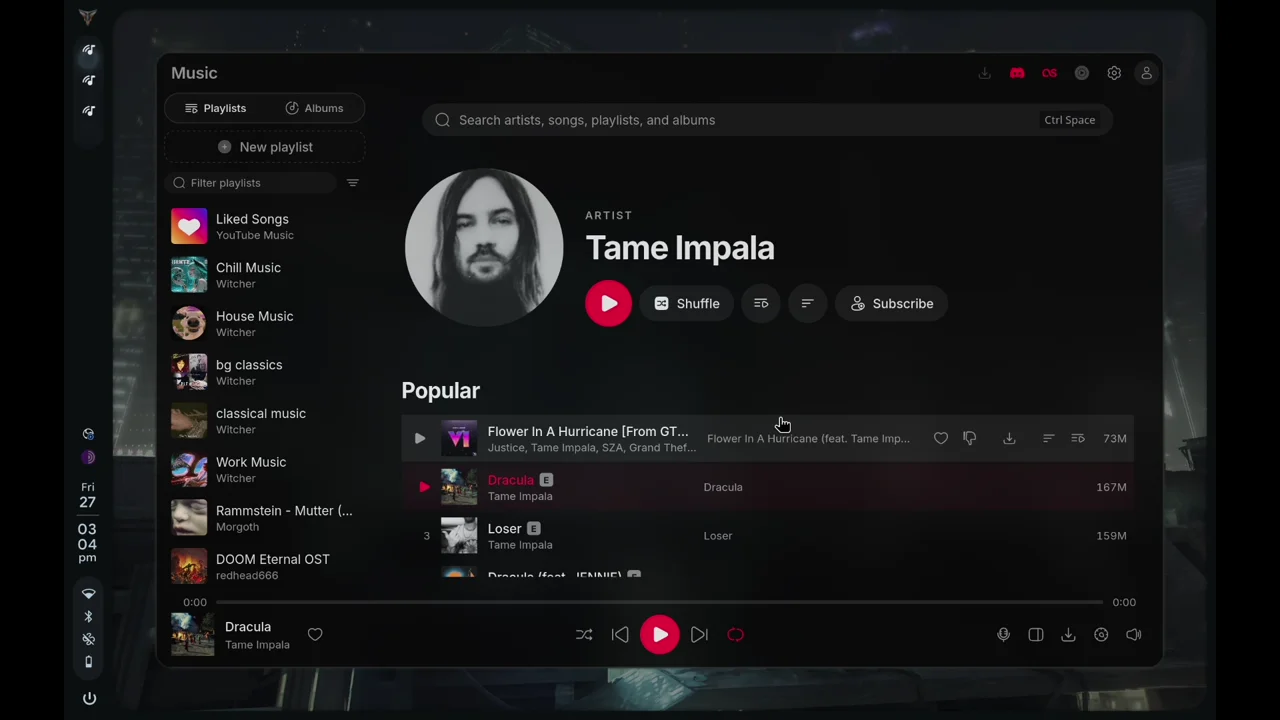 Music
Playlists
Albums
New playlist
Filter playlists
Liked Songs
YouTube Music
Chill Music
Witcher
House Music
Witcher
bg classics
Witcher
classical music
Witcher
Work Music
Witcher
Rammstein - Mutter (...
Morgoth
DOOM Eternal OST
redhead666
Search artists, songs, playlists, and albums
Ctrl Space
ARTIST
Tame Impala
Shuffle
Subscribe
Popular
Flower In A Hurricane [From GT...
Justice, Tame Impala, SZA, Grand Thef...
Flower In A Hurricane (feat. Tame Imp...
73M
Dracula E
Tame Impala
Dracula
167M
3
Loser E
Tame Impala
Loser
159M
Dracula (feat. JENNIE) E
0:00
0:00
Dracula
Tame Impala
Fri
27
03
04
pm